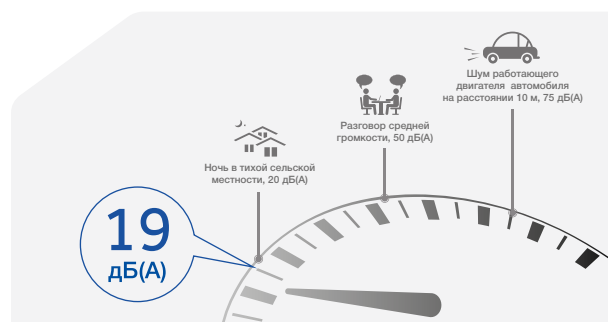 Шум работающего
двигателя автомобиля
на расстоянии 10 м, 75 дБ(А)
Разговор средней
громкости, 50 дБ(А)
Ночь в тихой сельской
местности, 20 дБ(А)
19
дБ(А)